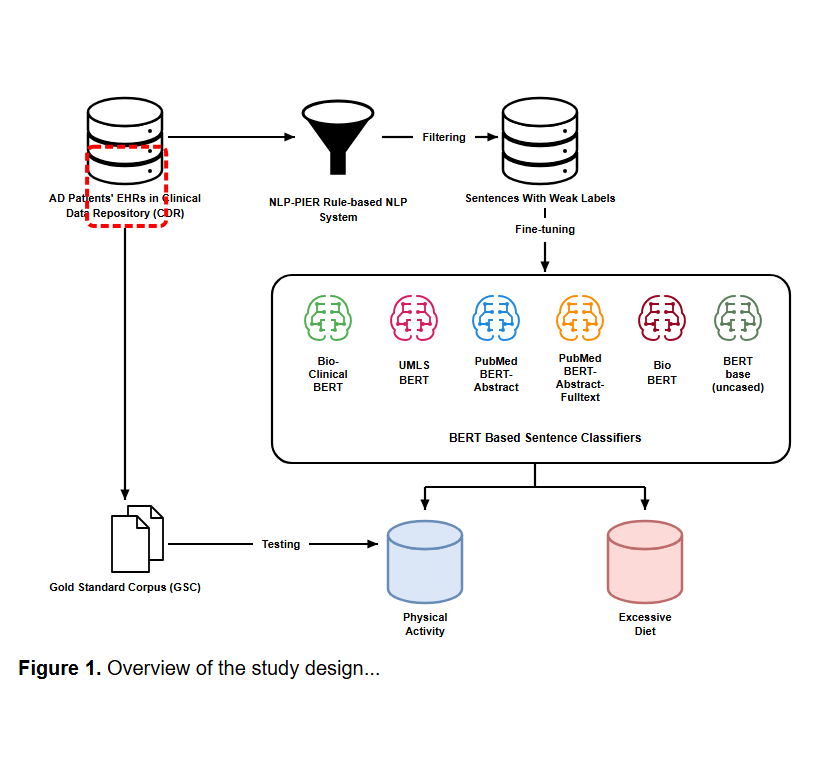 AD Patients' EHRs in Clinical
Data Repository (CDR)
NLP-PIER Rule-based NLP
System
Filtering
Sentences With Weak Labels
Fine-tuning
Bio-
Clinical
BERT
UMLS
BERT
PubMed
BERT-
Abstract
PubMed
BERT-
Abstract-
Fulltext
Bio
BERT
BERT
base
(uncased)
BERT Based Sentence Classifiers
Gold Standard Corpus (GSC)
Testing
Physical
Activity
Excessive
Diet
Figure 1. Overview of the study design...